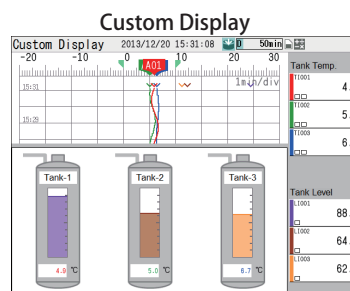 Custom Display
Custom Display 2013/12/20 15:31:08 D 50min
-20 -10 0 10 20 30
A01
1min/div
15:31
15:29
Tank Temp.
TI001
4.
TI002
5.
TI003
6.
Tank-1 Tank-2 Tank-3
4.9 °C 5.0 °C 6.7 °C
Tank Level
LI001
88.
LI002
64.
LI003
62.